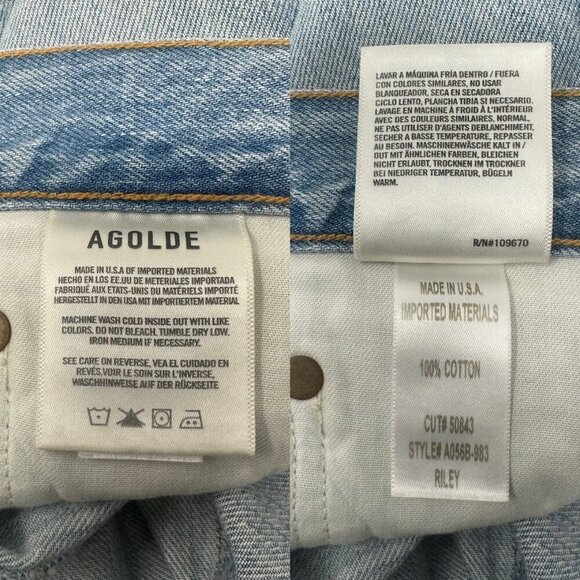 AGOLDE
MADE IN U.S.A OF IMPORTED MATERIALS
HECHO EN LOS EE.UU DE METERIALES IMPORTADA
FABRIQUÉ AUX ETATS-UNIS DU MATÉRIELS IMPORTÉ
HERGESTELLT IN DEN USA MIT IMPORTIERTEM MATERIAL
MACHINE WASH COLD INSIDE OUT WITH LIKE
COLORS. DO NOT BLEACH. TUMBLE DRY LOW.
IRON MEDIUM IF NECESSARY.
SEE CARE ON REVERSE, VEA EL CUIDADO EN
REVÉS.VOIR LE SOIN SUR L'INVERSE,
WASCHHINWEISE AUF DER RÜCKSEITE
LAVAR A MÁQUINA FRÍA DENTRO / FUERA
CON COLORES SIMILARES, NO USAR
BLANQUEADOR, SECA EN SECADORA
CICLO LENTO, PLANCHA TIBIA SI NECESARIO.
LAVAGE EN MACHINE À FROID À L'INTÉRIEUR
AVEC DES COULEURS SIMILAIRES, NORMAL.
NE PAS UTILISER D'AGENTS DEBLANCHIMENT.
SECHER A BASSE TEMPERATURE, REPASSER
AU BESOIN. MASCHINENWÄSCHE KALT IN /
OUT MIT ÄHNLICHEN FARBEN, BLEICHEN
NICHT ERLAUBT, TROCKNEN IM TROCKNER
BEI NIEDRIGER TEMPERATUR, BÜGELN
WARM.
R/N#109670
MADE IN U.S.A.
IMPORTED MATERIALS
100% COTTON
CUT# 50843
STYLE# A056B-983
RILEY